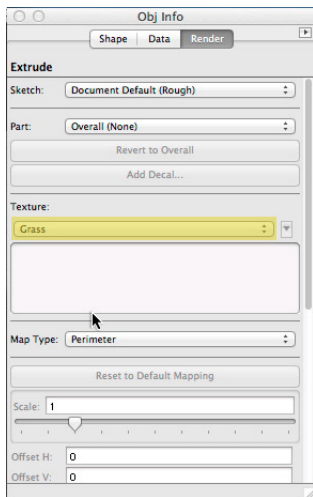 Obj Info
Shape Data Render
Extrude
Sketch: Document Default (Rough)
Part: Overall (None)
Revert to Overall
Add Decal...
Texture:
Grass
Map Type: Perimeter
Reset to Default Mapping
Scale: 1
Offset H: 0
Offset V: 0